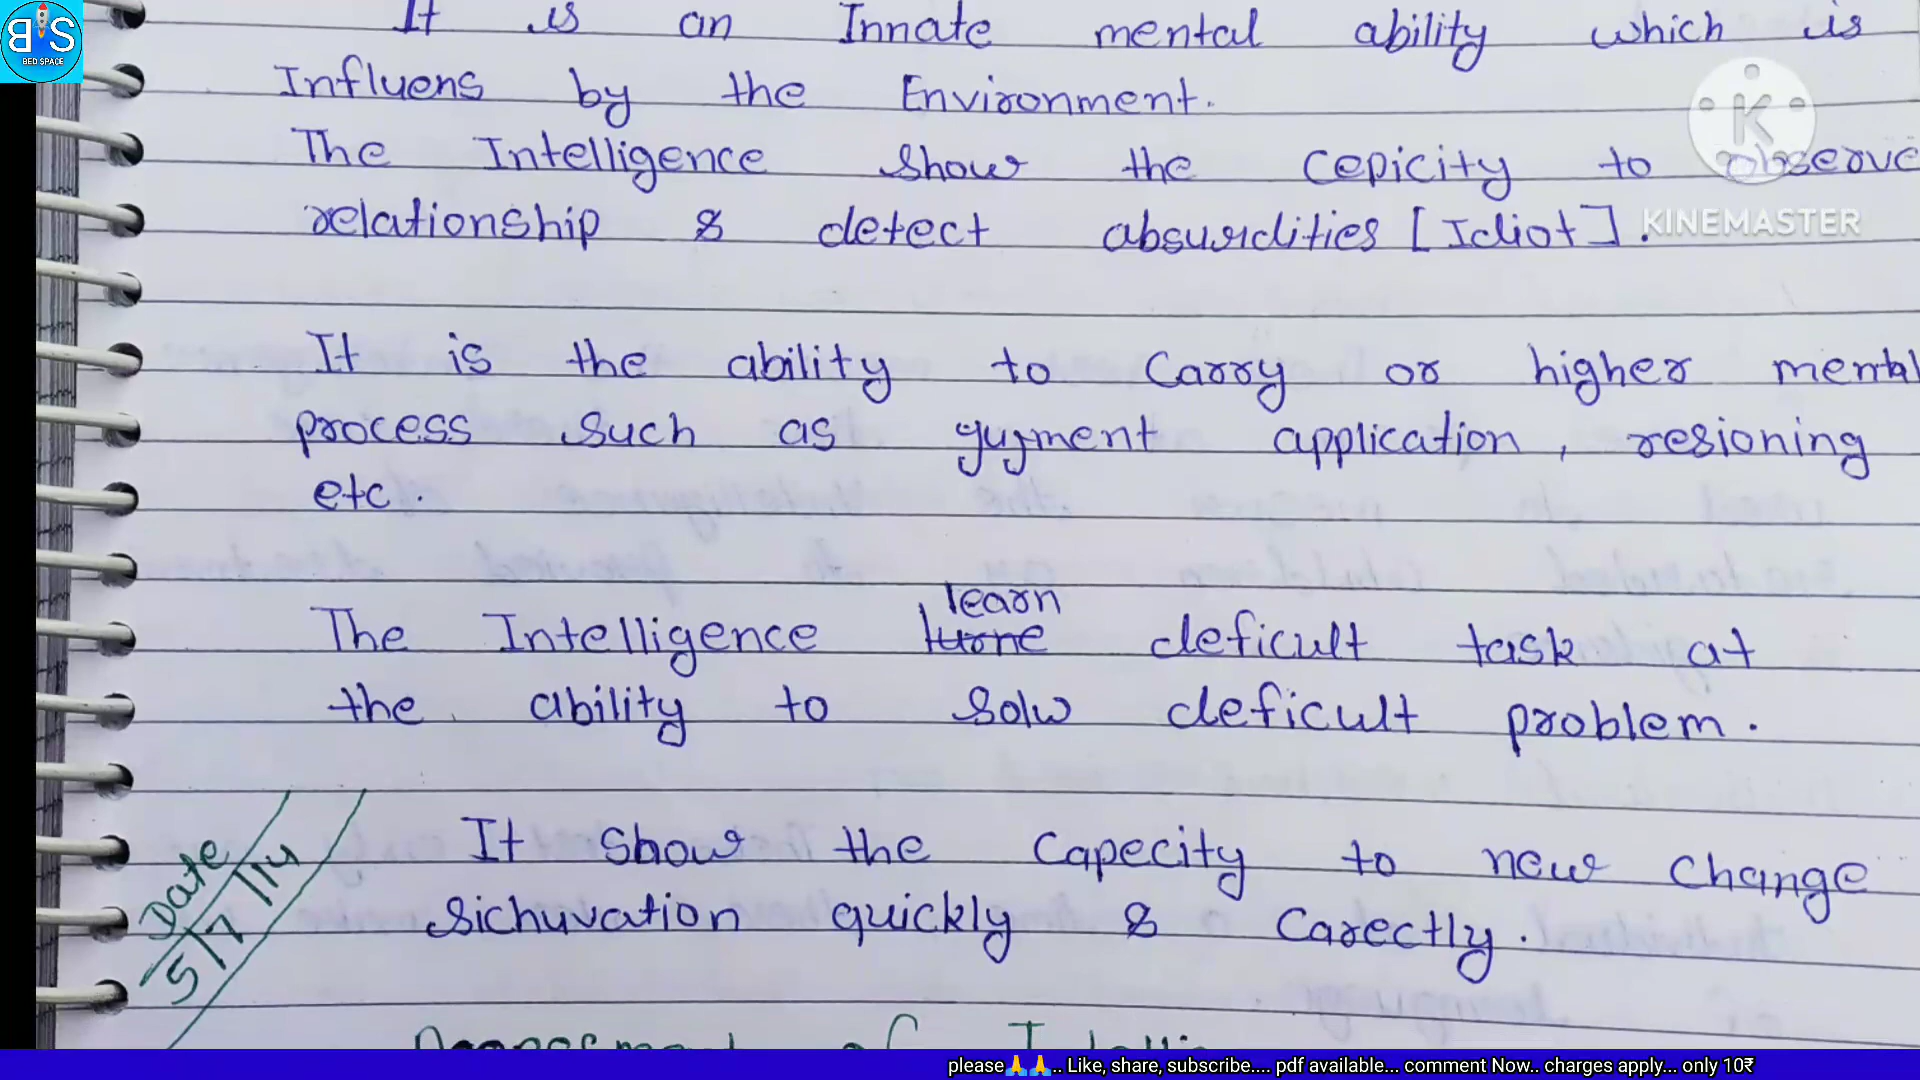 BS
BED SPACE
It is an Innate mental ability which is
Influens by the Environment.
The Intelligence show the Cepicity to observe
relationship & detect absurdities [Idiot].
KINEMASTER
It is the ability to Carry or higher mental
process such as gugment application, resioning
etc.
learn
The Intelligence lurne deficult task at
the ability to solw deficult problem.
It show the Capecity to new Change
Sichuvation quickly & Carectly.
Date
5/7/14
please🙏🙏.. Like, share, subscribe.... pdf available... comment Now.. charges apply... only 10₹